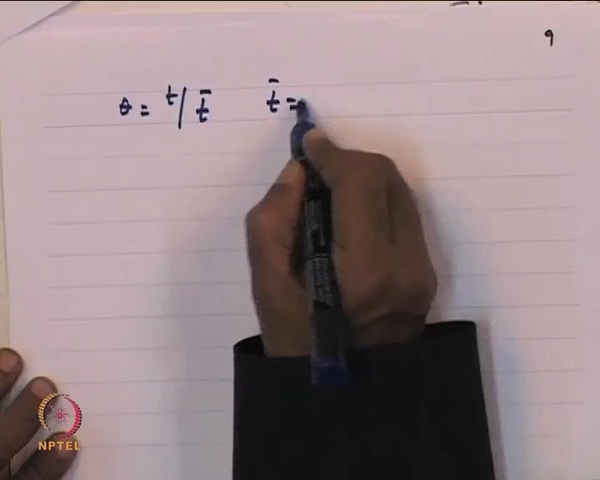 9
θ = t / t̄    t̄ =
NPTEL